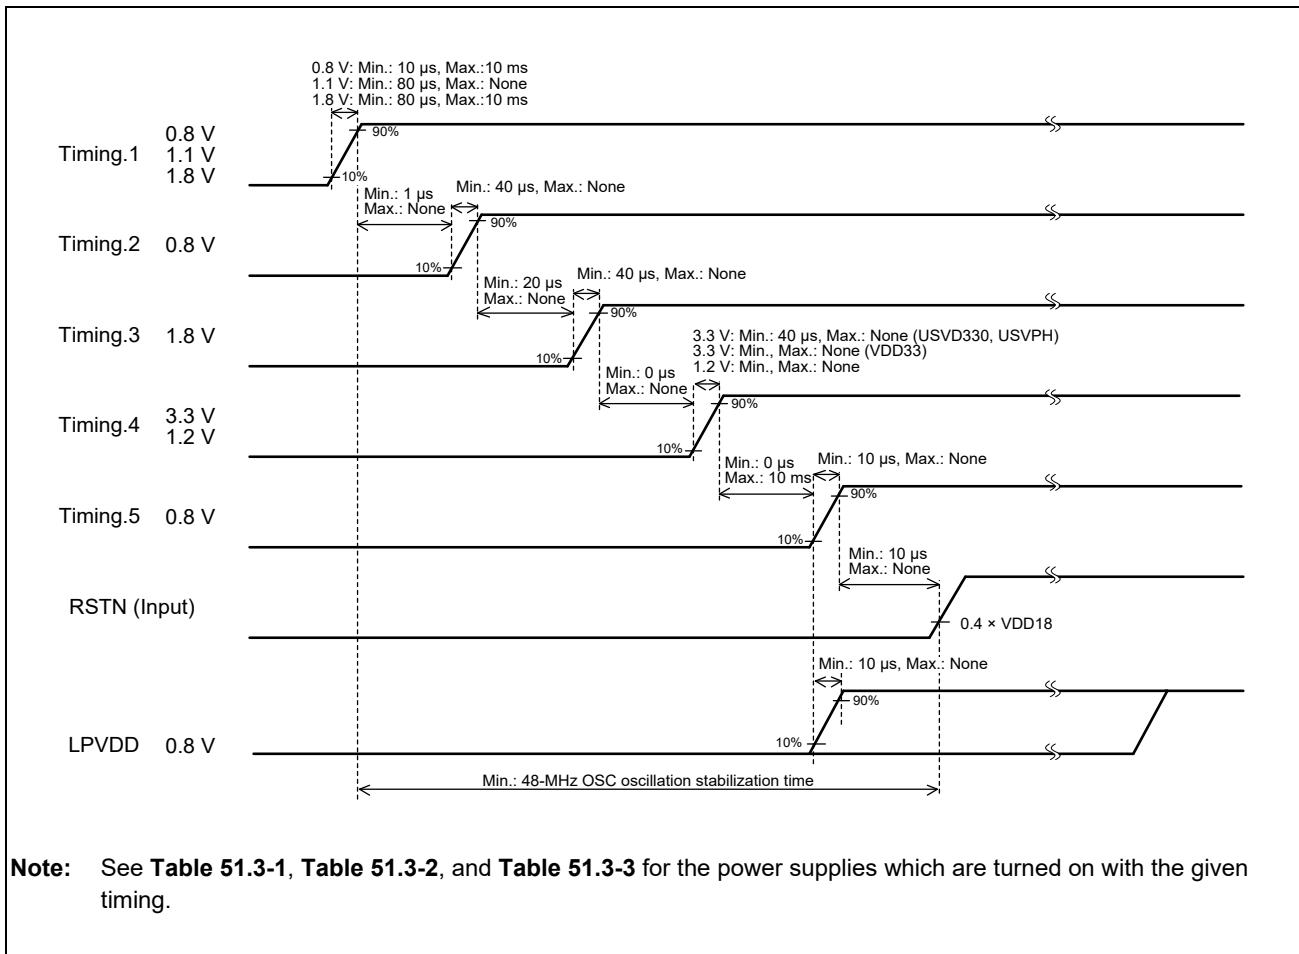 0.8 V: Min.: 10 µs, Max.:10 ms
1.1 V: Min.: 80 µs, Max.: None
1.8 V: Min.: 80 µs, Max.:10 ms
Timing.1
0.8 V
1.1 V
1.8 V
90%
10%
Min.: 1 µs
Max.: None
Min.: 40 µs, Max.: None
Timing.2
0.8 V
90%
10%
Min.: 20 µs
Max.: None
Min.: 40 µs, Max.: None
Timing.3
1.8 V
90%
10%
3.3 V: Min.: 40 µs, Max.: None (USVD330, USVPH)
3.3 V: Min., Max.: None (VDD33)
1.2 V: Min., Max.: None
Min.: 0 µs
Max.: None
Timing.4
3.3 V
1.2 V
90%
10%
Min.: 0 µs
Max.: 10 ms
Min.: 10 µs, Max.: None
Timing.5
0.8 V
90%
10%
Min.: 10 µs
Max.: None
RSTN (Input)
0.4 × VDD18
Min.: 10 µs, Max.: None
90%
LPVDD
0.8 V
10%
Min.: 48-MHz OSC oscillation stabilization time
Note: See Table 51.3-1, Table 51.3-2, and Table 51.3-3 for the power supplies which are turned on with the given
timing.